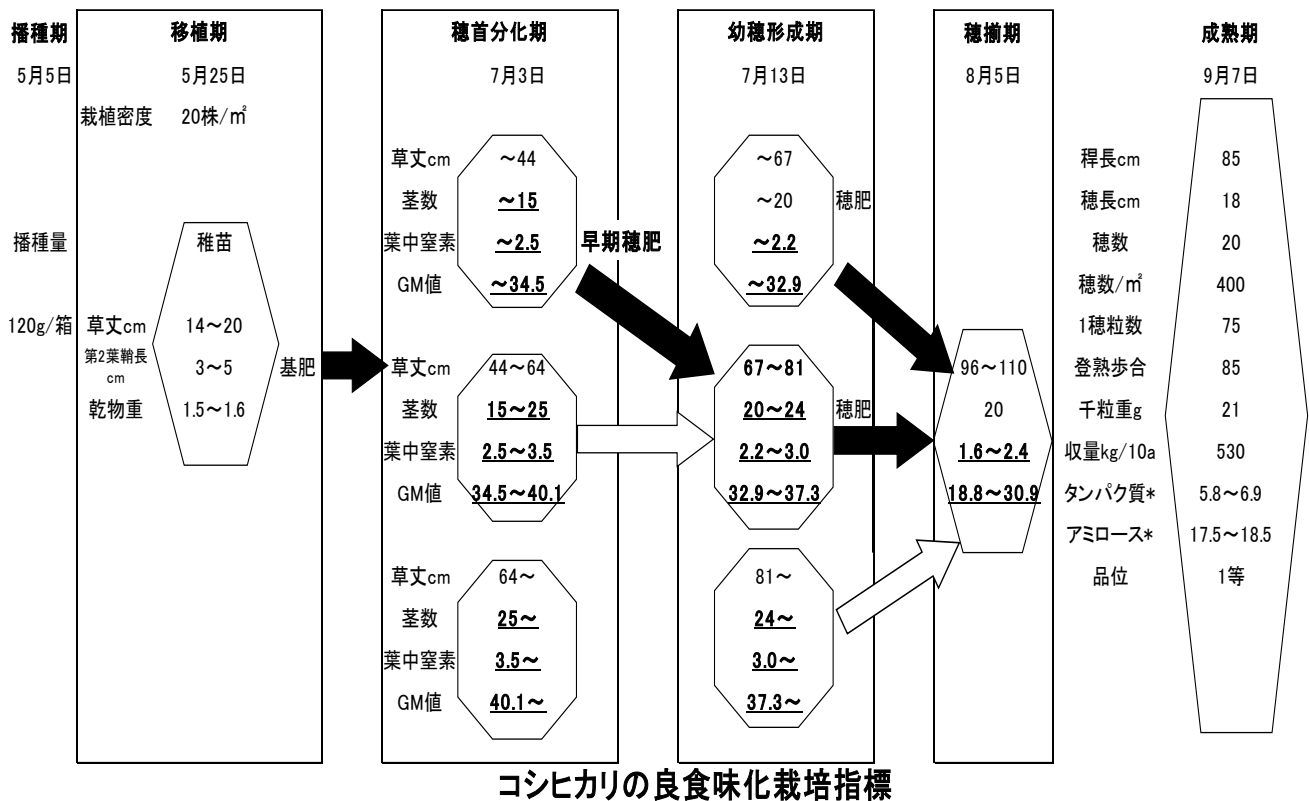 播種期 移植期 穂首分化期 幼穂形成期 穂揃期 成熟期
5月5日 5月25日 7月3日 7月13日 8月5日 9月7日
栽植密度 20株/㎡
草丈cm ～44 ～67 稈長cm 85
茎数 ～15 ～20 穂肥 穂長cm 18
播種量 稚苗 葉中窒素 ～2.5 早期穂肥 ～2.2 穂数 20
GM値 ～34.5 ～32.9 穂数/㎡ 400
120g/箱 草丈cm 14～20 1穂粒数 75
第2葉鞘長cm 3～5 基肥 草丈cm 44～64 67～81 96～110 登熟歩合 85
乾物重 1.5～1.6 茎数 15～25 20～24 穂肥 20 千粒重g 21
葉中窒素 2.5～3.5 2.2～3.0 1.6～2.4 収量kg/10a 530
GM値 34.5～40.1 32.9～37.3 18.8～30.9 タンパク質* 5.8～6.9
アミロース* 17.5～18.5
草丈cm 64～ 81～ 品位 1等
茎数 25～ 24～
葉中窒素 3.5～ 3.0～
GM値 40.1～ 37.3～
コシヒカリの良食味化栽培指標